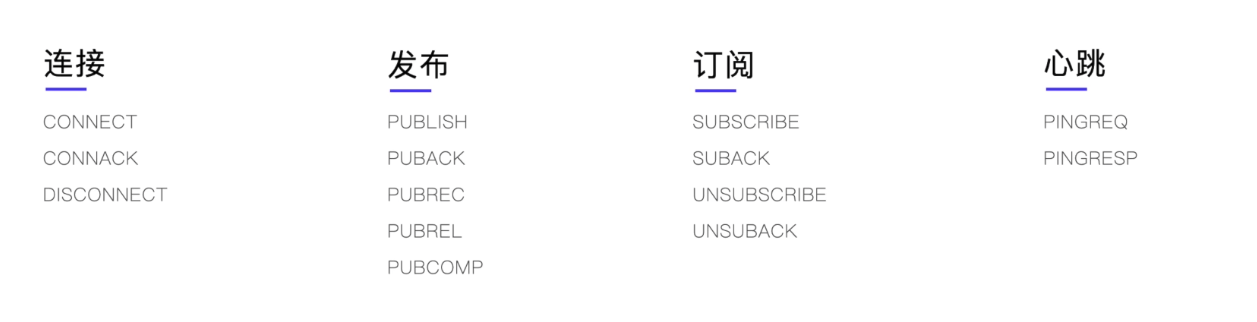 连接
CONNECT
CONNACK
DISCONNECT
发布
PUBLISH
PUBACK
PUBREC
PUBREL
PUBCOMP
订阅
SUBSCRIBE
SUBACK
UNSUBSCRIBE
UNSUBACK
心跳
PINGREQ
PINGRESP